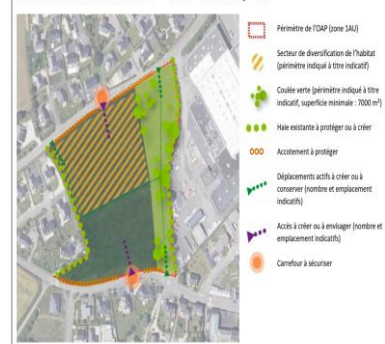 Périmètre de l'OAP (zone 1AU)
Secteur de diversification de l'habitat
(périmètre indiqué à titre indicatif)
Coulée verte (périmètre indiqué à titre
indicatif, superficie minimale : 7000 m²)
Haie existante à protéger ou à créer
Accotement à protéger
Déplacements actifs à créer ou à
conserver (nombre et emplacement
indicatifs)
Accès à créer ou à envisager (nombre et
emplacement indicatifs)
Carrefour à sécuriser